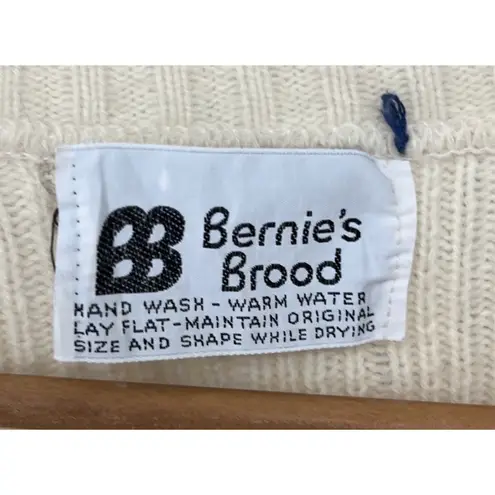 BB Bernie's
Brood
HAND WASH - WARM WATER
LAY FLAT-MAINTAIN ORIGINAL
SIZE AND SHAPE WHILE DRYING